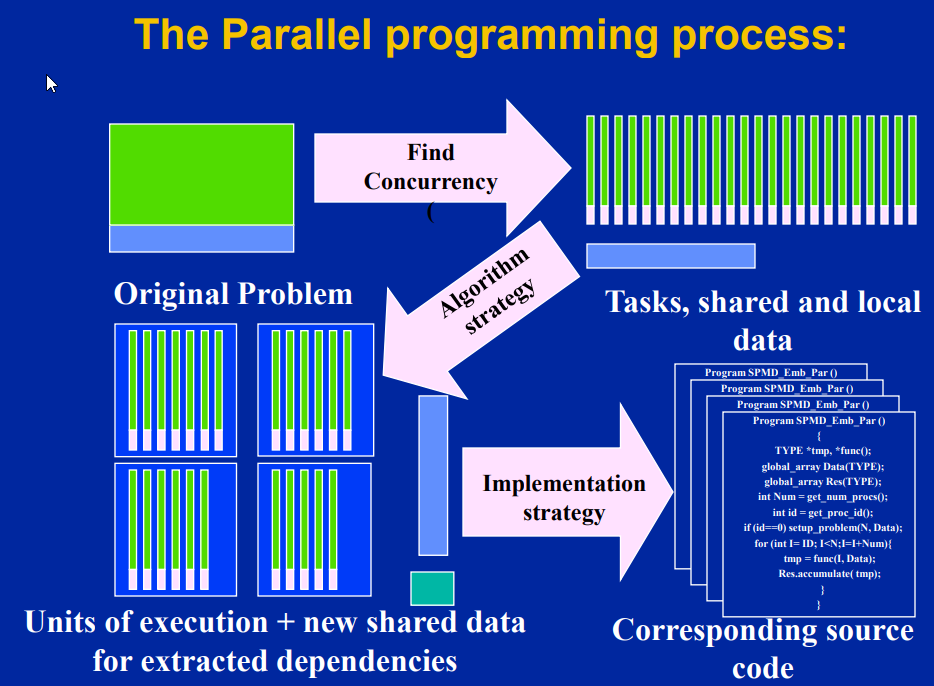 The Parallel programming process:
Find
Concurrency
(
Original Problem
Tasks, shared and local
data
Algorithm
strategy
Units of execution + new shared data
for extracted dependencies
Implementation
strategy
Program SPMD_Emb_Par ()
Program SPMD_Emb_Par ()
Program SPMD_Emb_Par ()
Program SPMD_Emb_Par ()
{
TYPE *tmp, *func();
global_array Data(TYPE);
global_array Res(TYPE);
int Num = get_num_procs();
int id = get_proc_id();
if (id==0) setup_problem(N, Data);
for (int I= ID; I<N;I=I+Num){
tmp = func(I, Data);
Res.accumulate( tmp);
}
}
Corresponding source
code